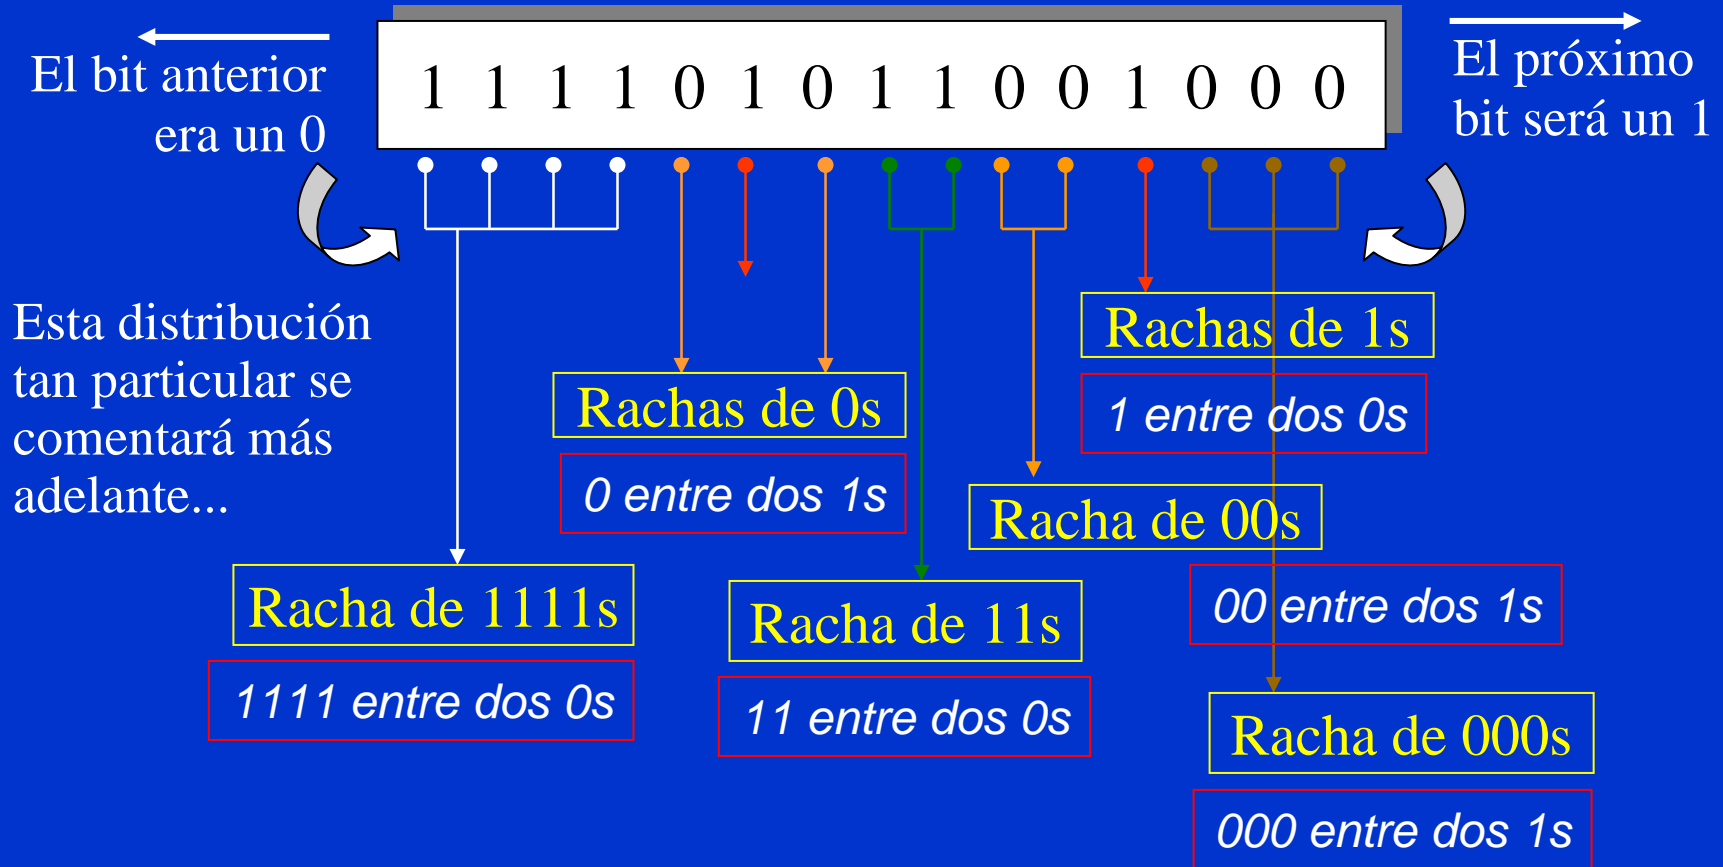 El bit anterior
era un 0
1 1 1 1 0 1 0 1 1 0 0 1 0 0 0
El próximo
bit será un 1
Esta distribución
tan particular se
comentará más
adelante...
Rachas de 1s
1 entre dos 0s
Rachas de 0s
0 entre dos 1s
Racha de 00s
00 entre dos 1s
Racha de 1111s
1111 entre dos 0s
Racha de 11s
11 entre dos 0s
Racha de 000s
000 entre dos 1s